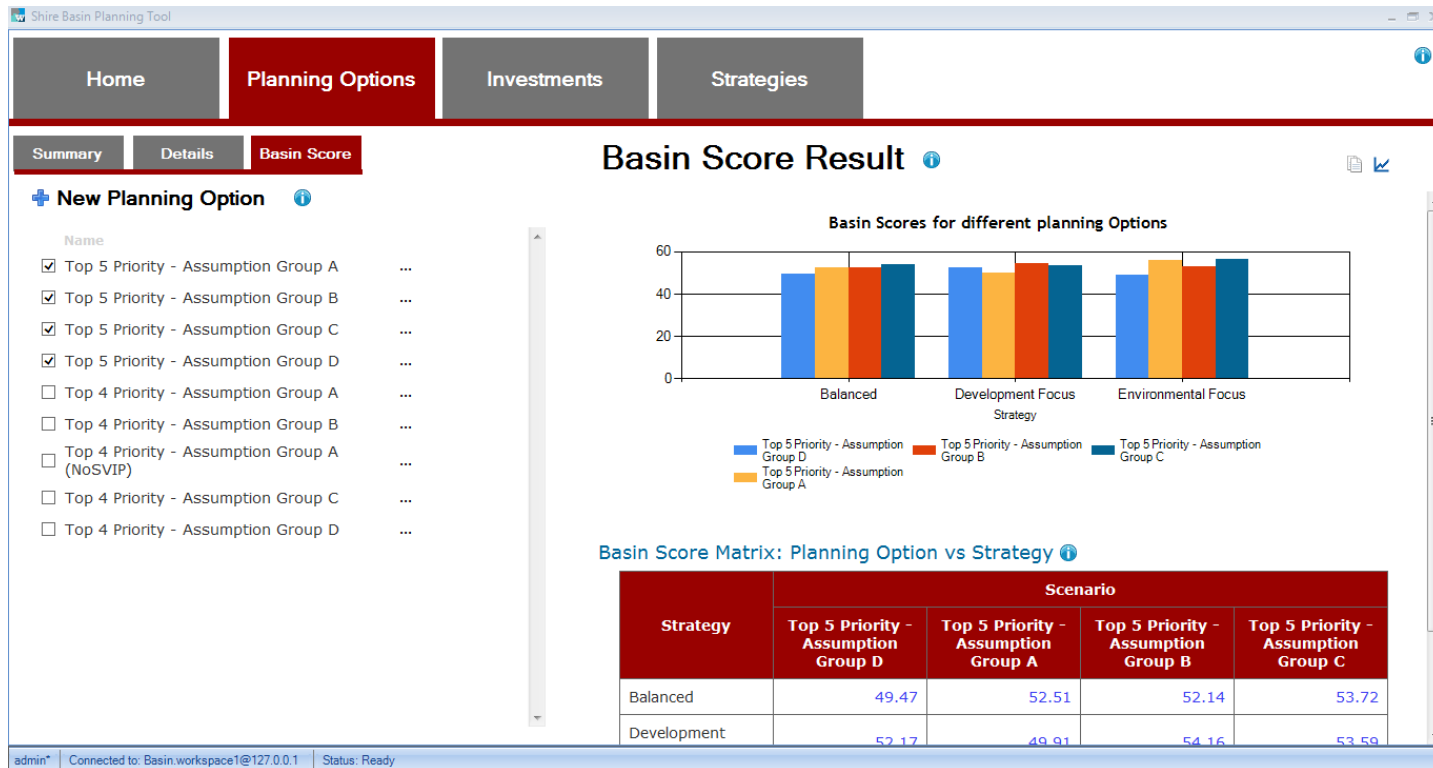 Shire Basin Planning Tool
Home
Planning Options
Investments
Strategies
Summary
Details
Basin Score
Basin Score Result
New Planning Option
Name
Top 5 Priority - Assumption Group A
...
Top 5 Priority - Assumption Group B
...
Top 5 Priority - Assumption Group C
...
Top 5 Priority - Assumption Group D
...
Top 4 Priority - Assumption Group A
...
Top 4 Priority - Assumption Group B
...
Top 4 Priority - Assumption Group A
(NoSVIP)
...
Top 4 Priority - Assumption Group C
...
Top 4 Priority - Assumption Group D
...
Basin Scores for different planning Options
60
40
20
0
Balanced
Development Focus
Environmental Focus
Strategy
Top 5 Priority - Assumption
Group D
Top 5 Priority - Assumption
Group B
Top 5 Priority - Assumption
Group C
Top 5 Priority - Assumption
Group A
Basin Score Matrix: Planning Option vs Strategy
Strategy
Scenario
Top 5 Priority -
Assumption
Group D
Top 5 Priority -
Assumption
Group A
Top 5 Priority -
Assumption
Group B
Top 5 Priority -
Assumption
Group C
Balanced
49.47
52.51
52.14
53.72
Development
52.17
49.91
54.16
53.59
admin*
Connected to: Basin.workspace1@127.0.0.1
Status: Ready